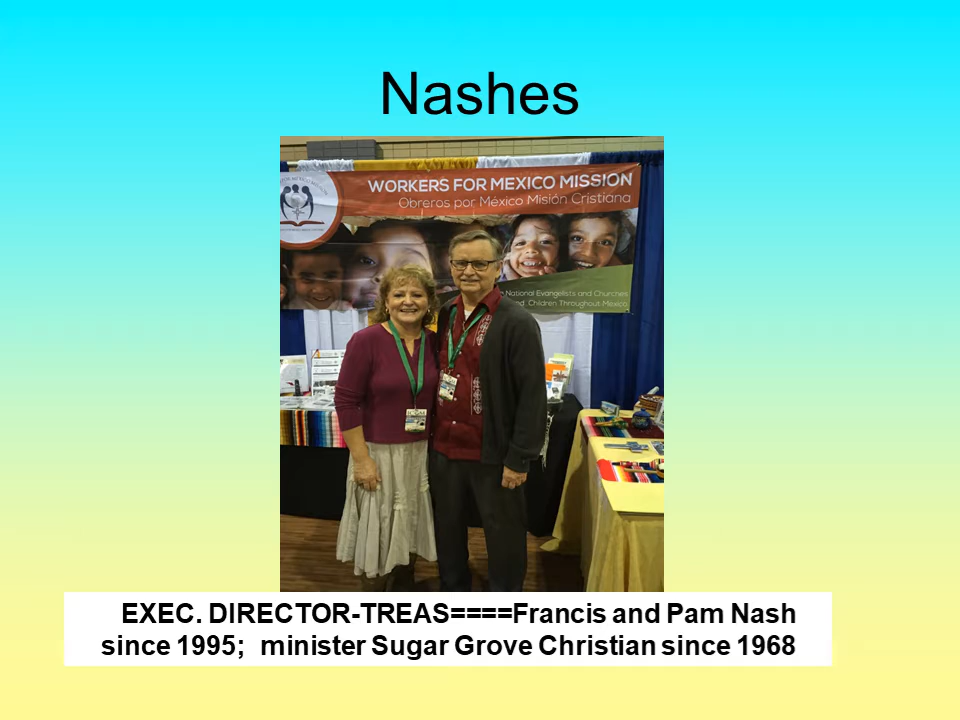 Nashes
WORKERS FOR MEXICO MISSION
Obreros por México Misión Cristiana
National Evangelists and Churches
Children Throughout Mexico
EXEC. DIRECTOR-TREAS====Francis and Pam Nash
since 1995;  minister Sugar Grove Christian since 1968